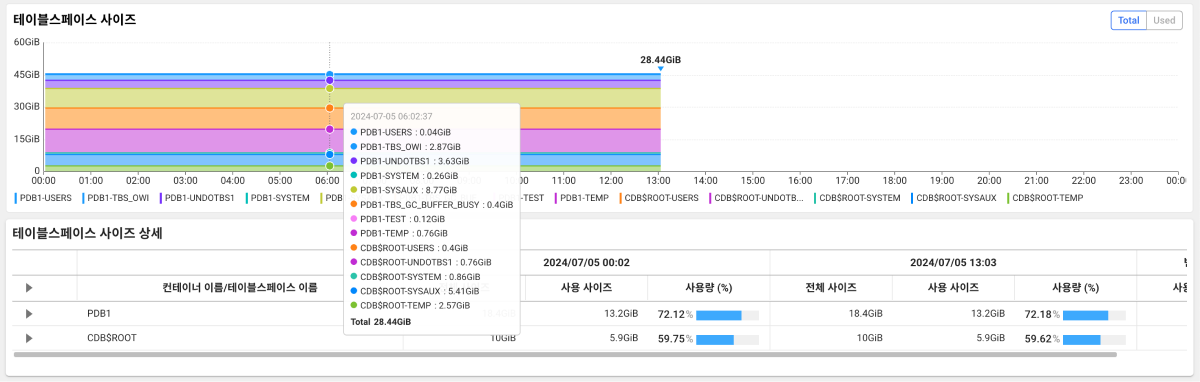 테이블스페이스 사이즈
Total Used
60GiB
28.44GiB
45GiB
30GiB
15GiB
0
00:00 01:00 02:00 03:00 04:00 05:00 06:00 11:00 12:00 13:00 14:00 15:00 16:00 17:00 18:00 19:00 20:00 21:00 22:00 23:00 00:0
2024-07-05 06:02:37
PDB1-USERS : 0.04GiB
PDB1-TBS_OWI : 2.87GiB
PDB1-UNDOTBS1 : 3.63GiB
PDB1-SYSTEM : 0.26GiB
PDB1-SYSAUX : 8.77GiB
PDB1-TBS_GC_BUFFER_BUSY : 0.4GiB
PDB1-TEST : 0.12GiB
PDB1-TEMP : 0.76GiB
CDB$ROOT-USERS : 0.4GiB
CDB$ROOT-UNDOTBS1 : 0.76GiB
CDB$ROOT-SYSTEM : 0.86GiB
CDB$ROOT-SYSAUX : 5.41GiB
CDB$ROOT-TEMP : 2.57GiB
Total 28.44GiB
PDB1-USERS PDB1-TBS_OWI PDB1-UNDOTBS1 PDB1-SYSTEM -TEST PDB1-TEMP CDB$ROOT-USERS CDB$ROOT-UNDOTB... CDB$ROOT-SYSTEM CDB$ROOT-SYSAUX CDB$ROOT-TEMP
테이블스페이스 사이즈 상세
2024/07/05 00:02 2024/07/05 13:03
컨테이너 이름/테이블스페이스 이름 사용 사이즈 사용량 (%) 전체 사이즈 사용 사이즈 사용량 (%)
PDB1 13.2GiB 72.12% 18.4GiB 13.2GiB 72.18%
CDB$ROOT 10GiB 5.9GiB 59.75% 10GiB 5.9GiB 59.62%